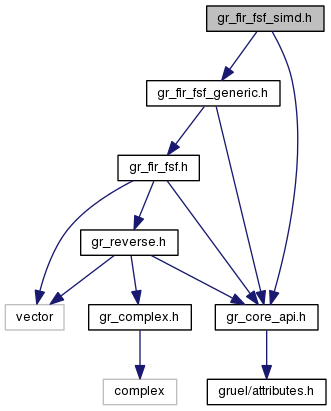 gr_fir_fsf_simd.h
gr_fir_fsf_generic.h
gr_fir_fsf.h
gr_reverse.h
vector
gr_complex.h
gr_core_api.h
complex
gruel/attributes.h